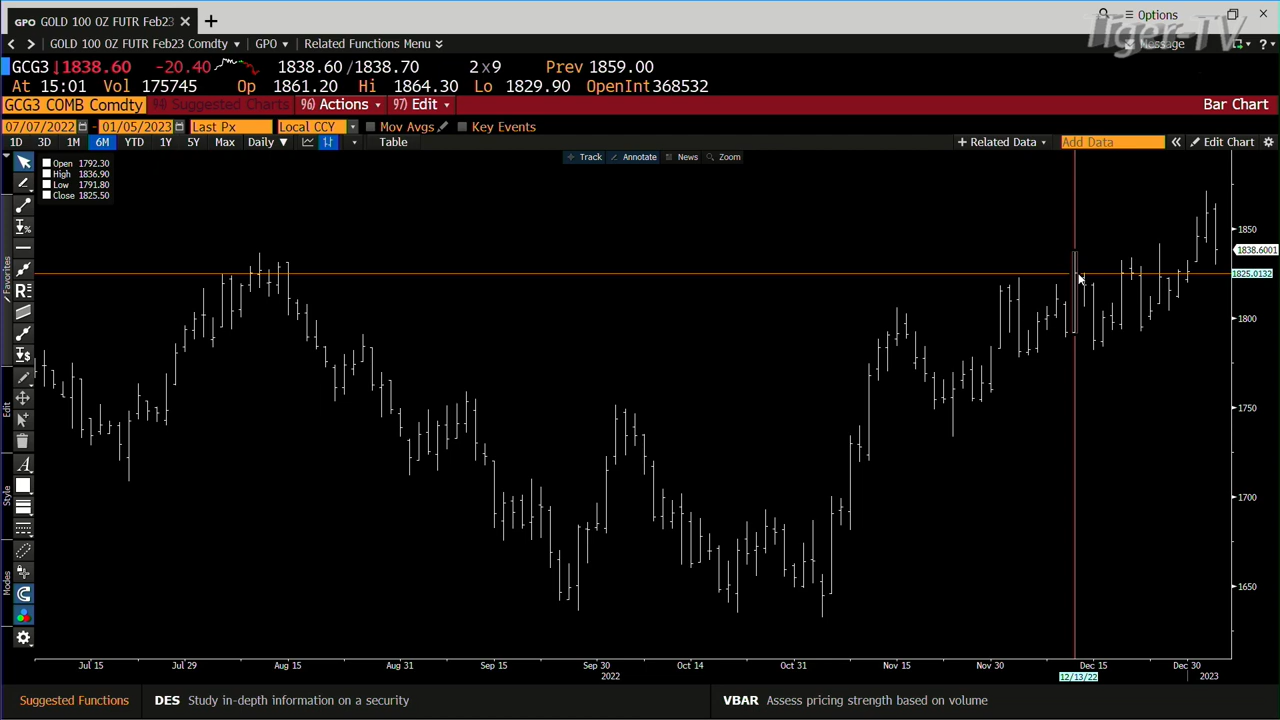 GPO GOLD 100 OZ FUTR Feb23
Options
Tiger-TV
GOLD 100 OZ FUTR Feb23 Comdty GPO Related Functions Menu
Message
GCG3 ↓1838.60 -20.40 1838.60/1838.70 2x9 Prev 1859.00
At 15:01 Vol 175745 Op 1861.20 Hi 1864.30 Lo 1829.90 OpenInt 368532
GCG3 COMB Comdty 94) Suggested Charts 96) Actions 97) Edit Bar Chart
07/07/2022 - 01/05/2023 Last Px Local CCY Mov Avgs Key Events
1D 3D 1M 6M YTD 1Y 5Y Max Daily Table + Related Data Add Data Edit Chart
Track Annotate News Zoom
Open 1792.30
High 1836.90
Low 1791.80
Close 1825.50
1850
1838.6001
1825.0132
1800
1750
1700
1650
Favorites
Edit
Style
Modes
Jul 15 Jul 29 Aug 15 Aug 31 Sep 15 Sep 30 Oct 14 Oct 31 Nov 15 Nov 30 Dec 15 Dec 30
2022 12/13/22 2023
Suggested Functions DES Study in-depth information on a security VBAR Assess pricing strength based on volume